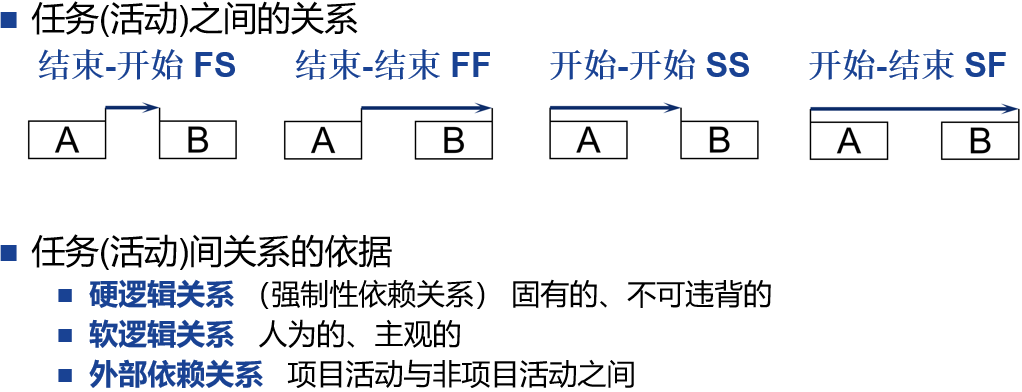 任务(活动)之间的关系
结束-开始 FS 结束-结束 FF 开始-开始 SS 开始-结束 SF
A B A B A B A B
任务(活动)间关系的依据
硬逻辑关系 （强制性依赖关系） 固有的、不可违背的
软逻辑关系 人为的、主观的
外部依赖关系 项目活动与非项目活动之间